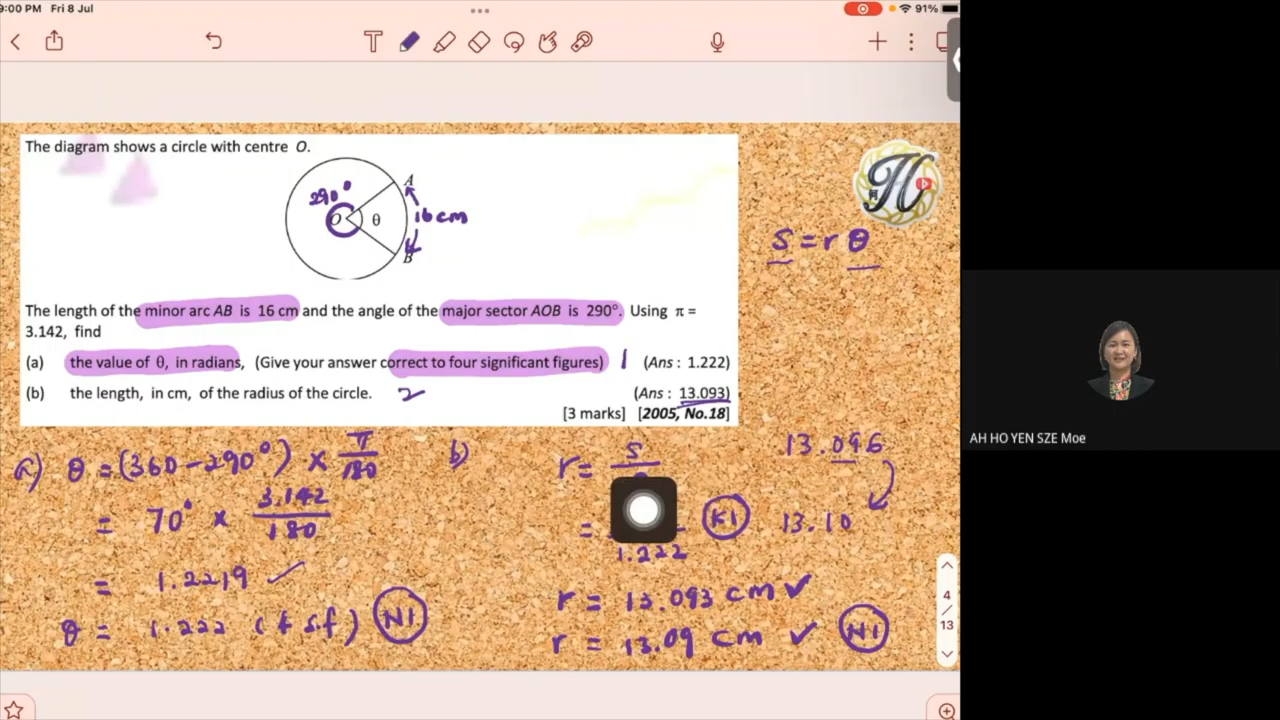 9:00 PM Fri 8 Jul
91%
The diagram shows a circle with centre O.
290°
A
O
θ
16 cm
B
S = r θ
The length of the minor arc AB is 16 cm and the angle of the major sector AOB is 290°. Using π =
3.142, find
(a) the value of θ, in radians, (Give your answer correct to four significant figures) 1 (Ans : 1.222)
(b) the length, in cm, of the radius of the circle. 2 (Ans : 13.093)
[3 marks] [2005, No.18]
a) θ = (360 - 290°) × π/180
= 70° × 3.142/180
= 1.2219 ✓
θ = 1.222 (4 s.f) N1
b) r = S
= 1.222 K1
r = 13.093 cm ✓
r = 13.09 cm ✓ N1
13.096
13.10
4
/
13
AH HO YEN SZE Moe